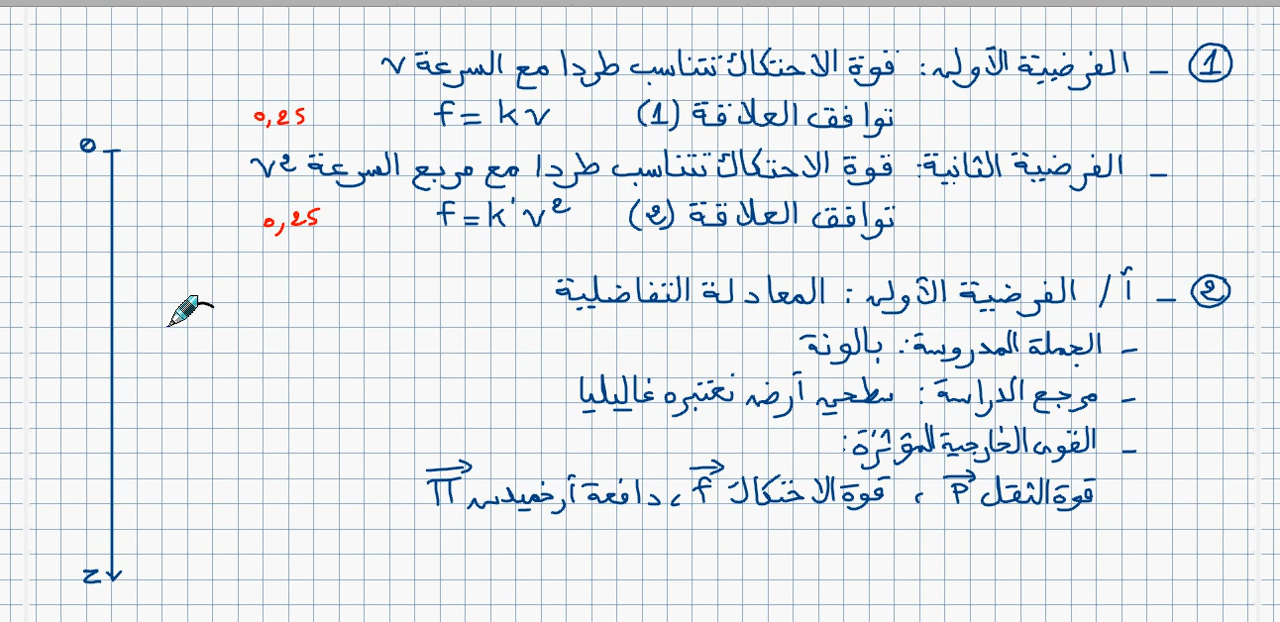 ① - الفرضية الأولى: قوة الاحتكاك تتناسب طردا مع السرعة v
توافق العلاقة (1) f = kv 0,25
- الفرضية الثانية: قوة الاحتكاك تتناسب طردا مع مربع السرعة v²
توافق العلاقة (2) f = k'v² 0,25
② - أ / الفرضية الأولى: المعادلة التفاضلية
- الجملة المدروسة: بالونة
- مرجع الدراسة: سطحي أرضي نعتبره غاليليا
- القوى الخارجية المؤثرة:
قوة الثقل P⃗، قوة الاحتكاك f⃗، دافعة أرخميدس Π⃗
o
z